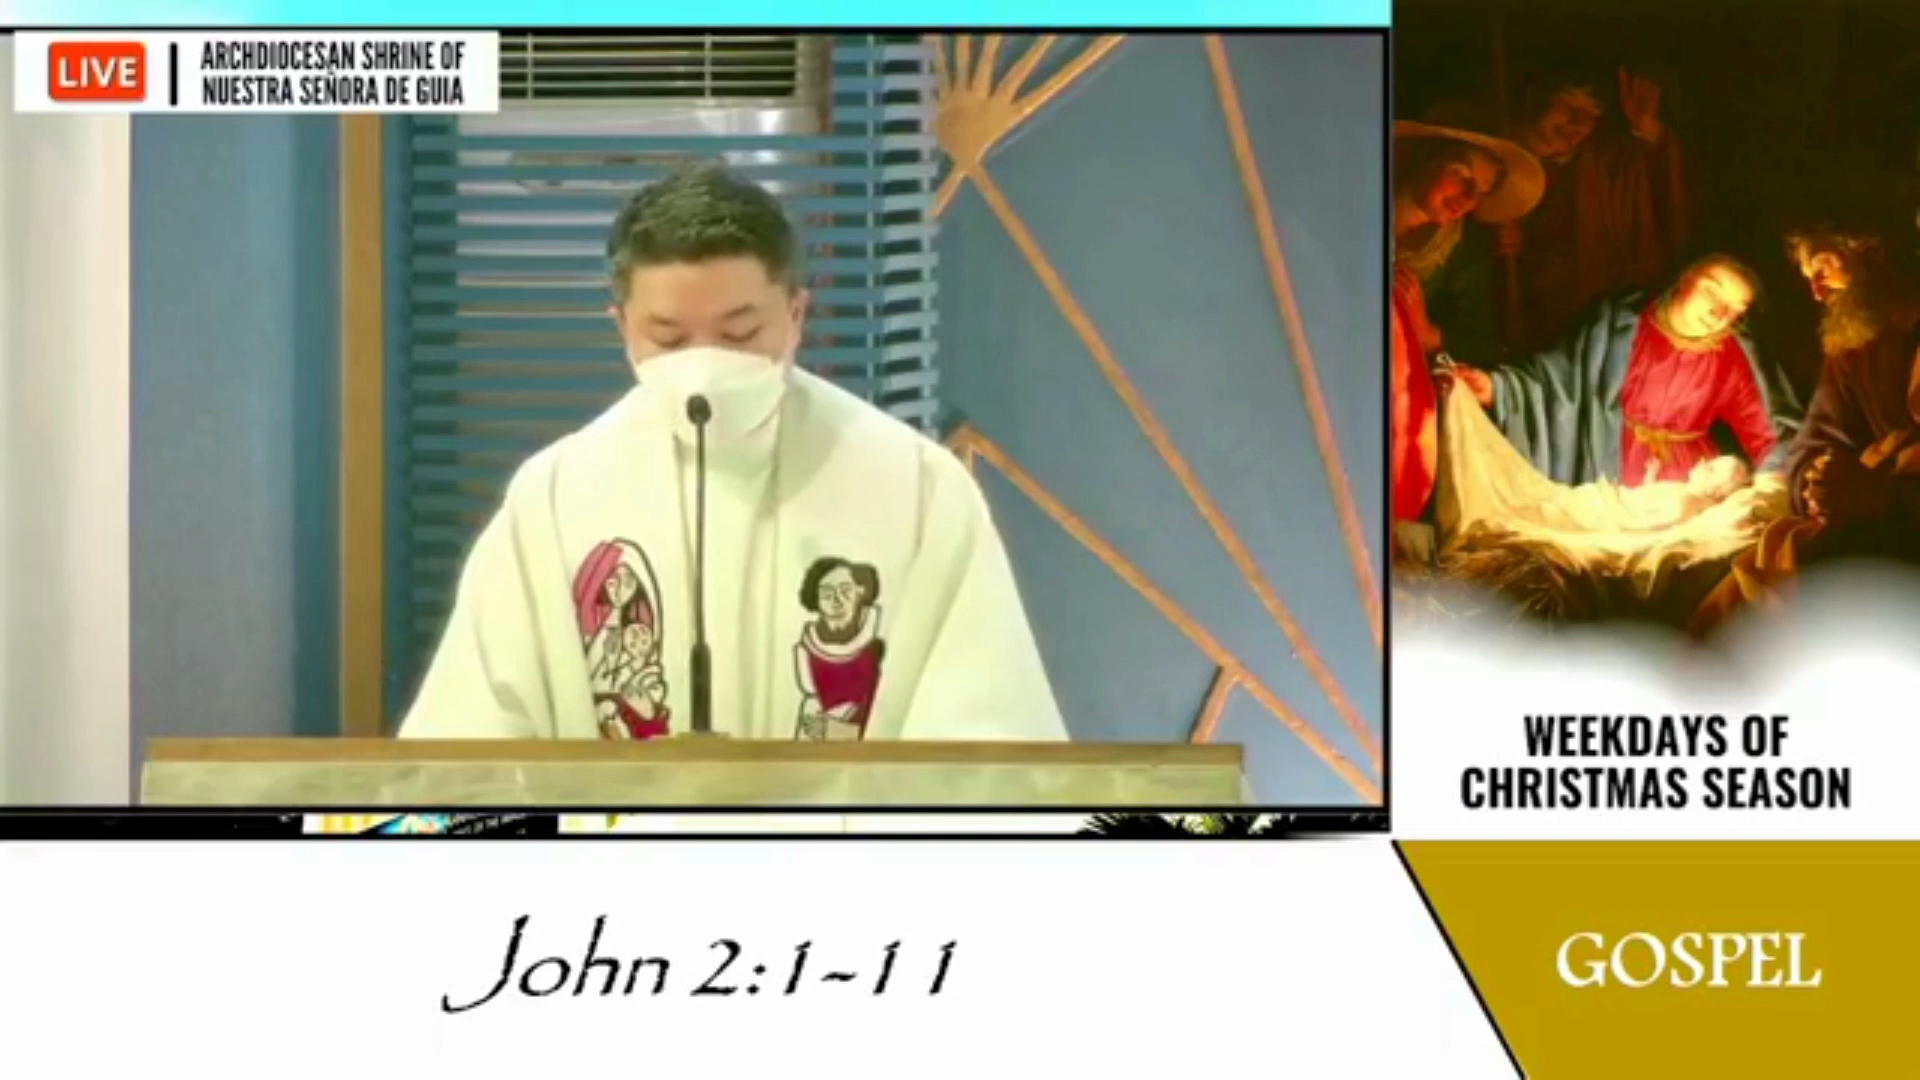 LIVE
ARCHDIOCESAN SHRINE OF
NUESTRA SEÑORA DE GUIA
WEEKDAYS OF
CHRISTMAS SEASON
John 2:1-11
GOSPEL